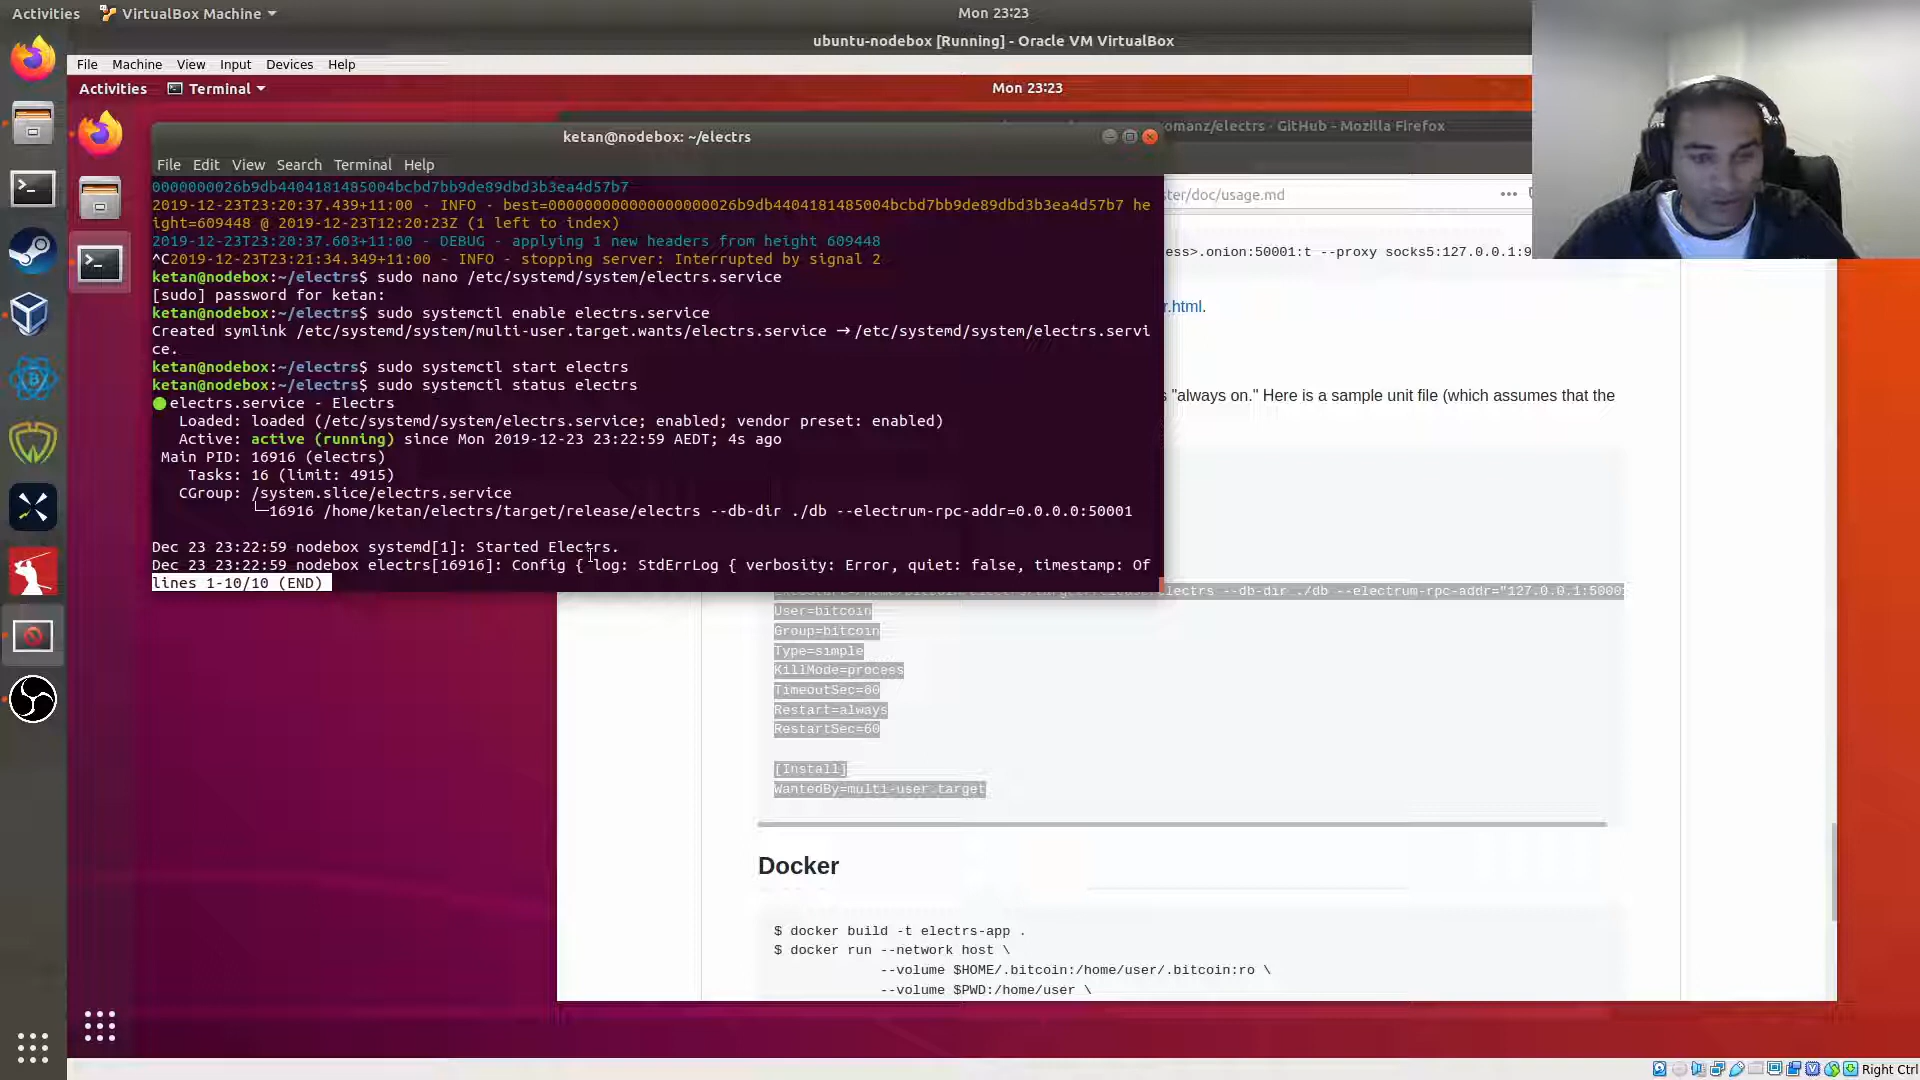 Activities
VirtualBox Machine
Mon 23:23
ubuntu-nodebox [Running] - Oracle VM VirtualBox
File Machine View Input Devices Help
Activities
Terminal
Mon 23:23
romanz/electrs · GitHub - Mozilla Firefox
ketan@nodebox: ~/electrs
File Edit View Search Terminal Help
0000000026b9db4404181485004bcbd7bb9de89dbd3b3ea4d57b7
2019-12-23T23:20:37.439+11:00 - INFO - best=0000000000000000000026b9db4404181485004bcbd7bb9de89dbd3b3ea4d57b7 he
ight=609448 @ 2019-12-23T12:20:23Z (1 left to index)
2019-12-23T23:20:37.603+11:00 - DEBUG - applying 1 new headers from height 609448
^C2019-12-23T23:21:34.349+11:00 - INFO - stopping server: Interrupted by signal 2
ketan@nodebox:~/electrs$ sudo nano /etc/systemd/system/electrs.service
[sudo] password for ketan:
ketan@nodebox:~/electrs$ sudo systemctl enable electrs.service
Created symlink /etc/systemd/system/multi-user.target.wants/electrs.service → /etc/systemd/system/electrs.servi
ce.
ketan@nodebox:~/electrs$ sudo systemctl start electrs
ketan@nodebox:~/electrs$ sudo systemctl status electrs
● electrs.service - Electrs
Loaded: loaded (/etc/systemd/system/electrs.service; enabled; vendor preset: enabled)
Active: active (running) since Mon 2019-12-23 23:22:59 AEDT; 4s ago
Main PID: 16916 (electrs)
Tasks: 16 (limit: 4915)
CGroup: /system.slice/electrs.service
└─16916 /home/ketan/electrs/target/release/electrs --db-dir ./db --electrum-rpc-addr=0.0.0.0:50001
Dec 23 23:22:59 nodebox systemd[1]: Started Electrs.
Dec 23 23:22:59 nodebox electrs[16916]: Config { log: StdErrLog { verbosity: Error, quiet: false, timestamp: Of
lines 1-10/10 (END)
ter/doc/usage.md
ess>.onion:50001:t --proxy socks5:127.0.0.1:9
r.html.
s "always on." Here is a sample unit file (which assumes that the
lectrs --db-dir ./db --electrum-rpc-addr="127.0.0.1:5000
User=bitcoin
Group=bitcoin
Type=simple
KillMode=process
TimeoutSec=60
Restart=always
RestartSec=60
[Install]
WantedBy=multi-user.target
Docker
$ docker build -t electrs-app .
$ docker run --network host \
--volume $HOME/.bitcoin:/home/user/.bitcoin:ro \
--volume $PWD:/home/user \
Right Ctrl